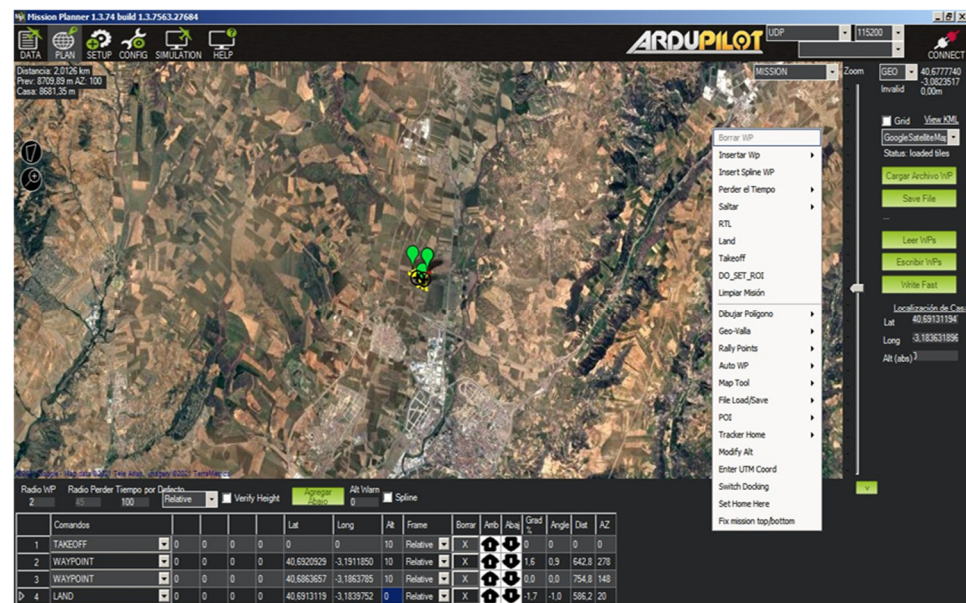 Mission Planner 1.3.74 build 1.3.7563.27684
DATA PLAN SETUP CONFIG SIMULATION HELP
ARDUPILOT
UDP 115200
CONNECT
Distancia: 2,0126 km
Prev: 8709,89 m AZ: 100
Casa: 8681,35 m
MISSION
Zoom
GEO 40,6777740
-3,0823517
Invalid 0,00m
Grid View KML
GoogleSatelliteMap
Status: loaded tiles
Cargar Archivo WP
Save File
...
Leer WPs
Escribir WPs
Write Fast
Localización de Casa
Lat 40,69131194
Long -3,183631896
Alt (abs)
Borrar WP
Insertar Wp
Insert Spline WP
Perder el Tiempo
Saltar
RTL
Land
Takeoff
DO_SET_ROI
Limpiar Misión
Dibujar Polígono
Geo-Valla
Rally Points
Auto WP
Map Tool
File Load/Save
POI
Tracker Home
Modify Alt
Enter UTM Coord
Switch Docking
Set Home Here
Fix mission top/bottom
Radio WP Radio Perder Tiempo por Defecto
2 45 100 Relative Verify Height Agregar Abajo Alt Warn 0 Spline
Comandos Lat Long Alt Frame Borrar Arrib Abaj Grad % Angle Dist AZ
1 TAKEOFF 0 0 0 0 0 0 10 Relative X 0 0 0 0
2 WAYPOINT 0 0 0 0 40,6920929 -3,1911850 10 Relative X 1,6 0,9 642,8 278
3 WAYPOINT 0 0 0 0 40,6863657 -3,1863785 10 Relative X 0,0 0,0 754,8 148
4 LAND 0 0 0 0 40,6913119 -3,1839752 0 Relative X -1,7 -1,0 586,2 20